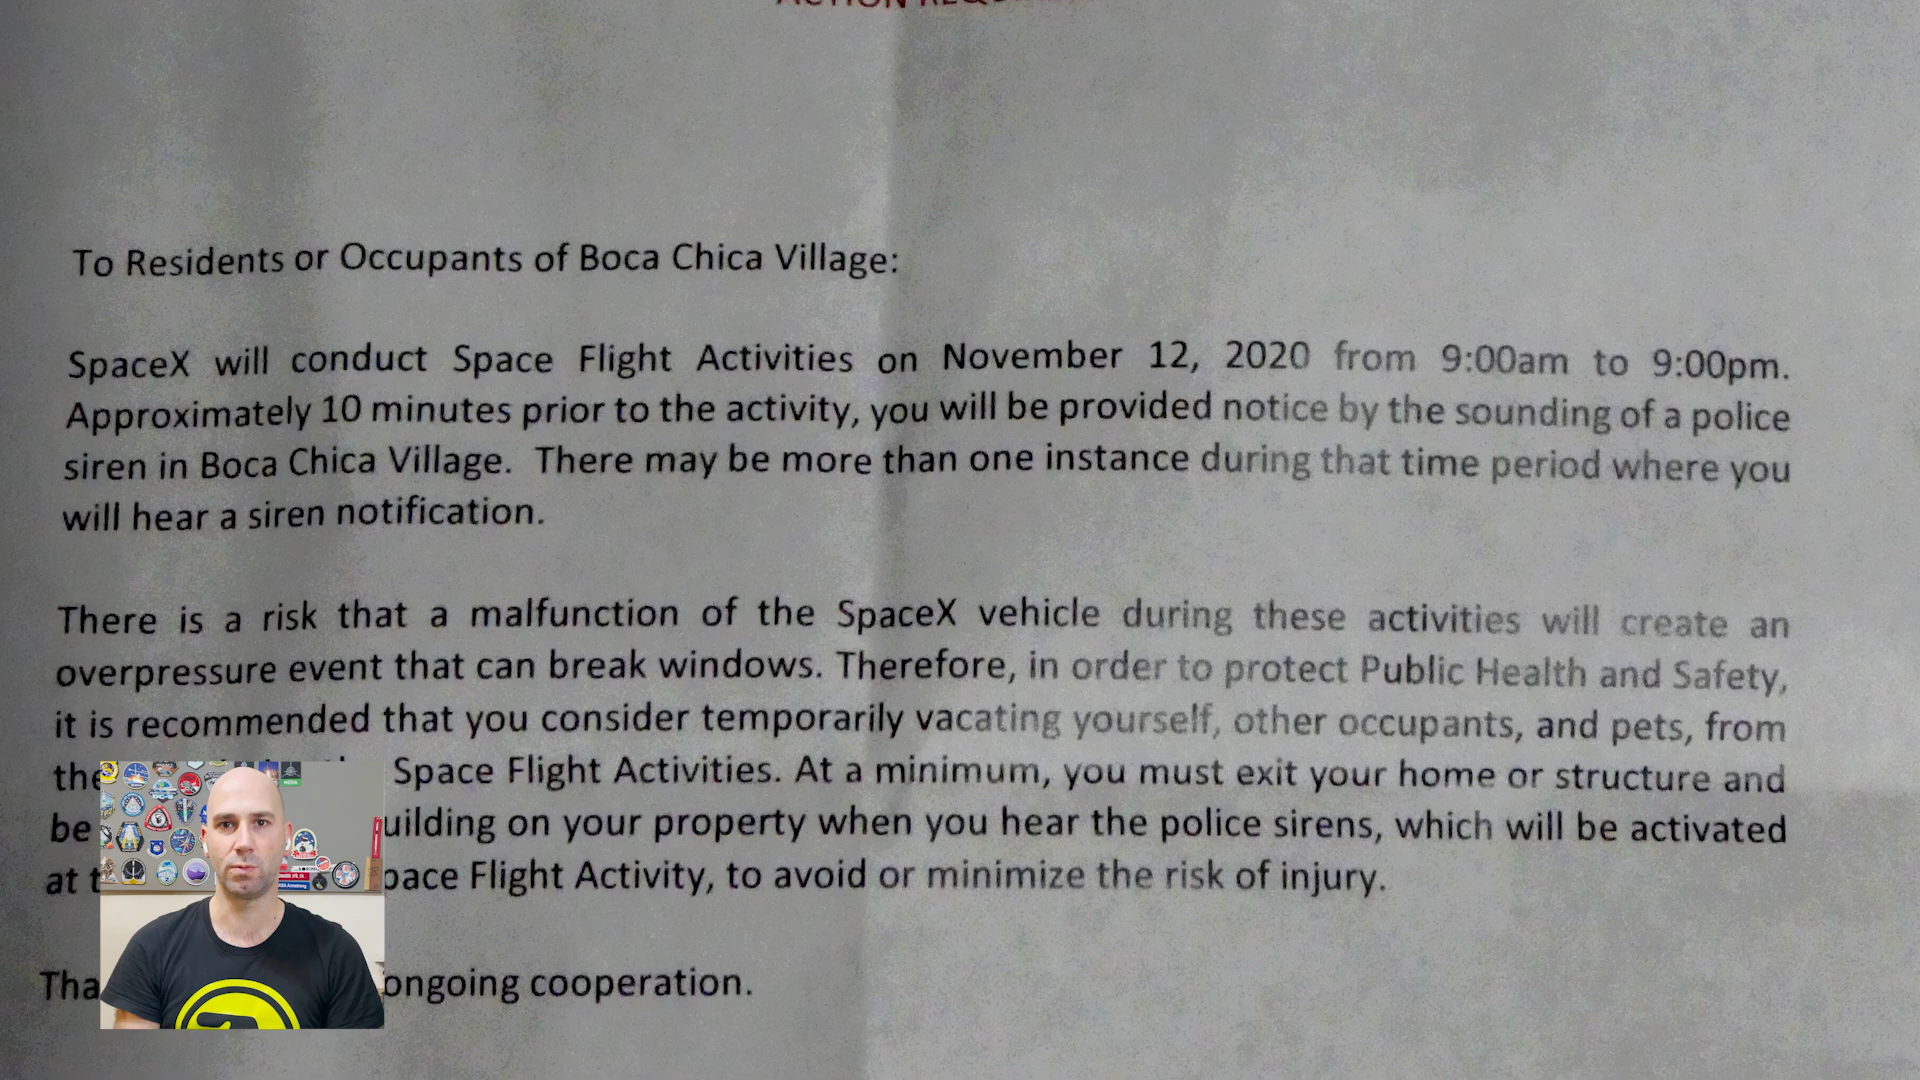 ACTION REQU
To Residents or Occupants of Boca Chica Village:
SpaceX will conduct Space Flight Activities on November 12, 2020 from 9:00am to 9:00pm.
Approximately 10 minutes prior to the activity, you will be provided notice by the sounding of a police
siren in Boca Chica Village. There may be more than one instance during that time period where you
will hear a siren notification.
There is a risk that a malfunction of the SpaceX vehicle during these activities will create an
overpressure event that can break windows. Therefore, in order to protect Public Health and Safety,
it is recommended that you consider temporarily vacating yourself, other occupants, and pets, from
the Space Flight Activities. At a minimum, you must exit your home or structure and
be uilding on your property when you hear the police sirens, which will be activated
at t pace Flight Activity, to avoid or minimize the risk of injury.
Tha ongoing cooperation.